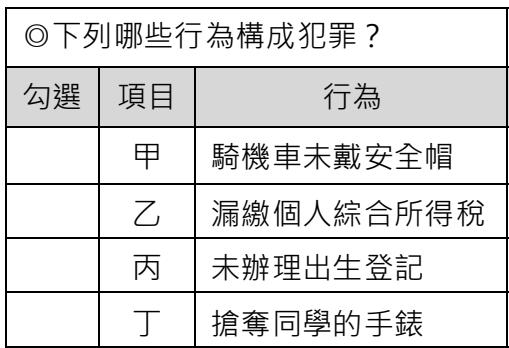 ◎下列哪些行為構成犯罪？
勾選 項目 行為
甲 騎機車未戴安全帽
乙 漏繳個人綜合所得稅
丙 未辦理出生登記
丁 搶奪同學的手錶